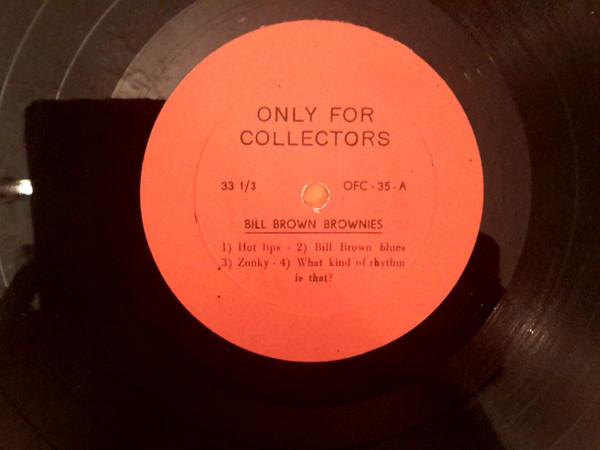 ONLY FOR
COLLECTORS
33 1/3 OFC - 35 - A
BILL BROWN BROWNIES
1) Hot lips - 2) Bill Brown blues
3) Zonky - 4) What kind of rhythm
is that?